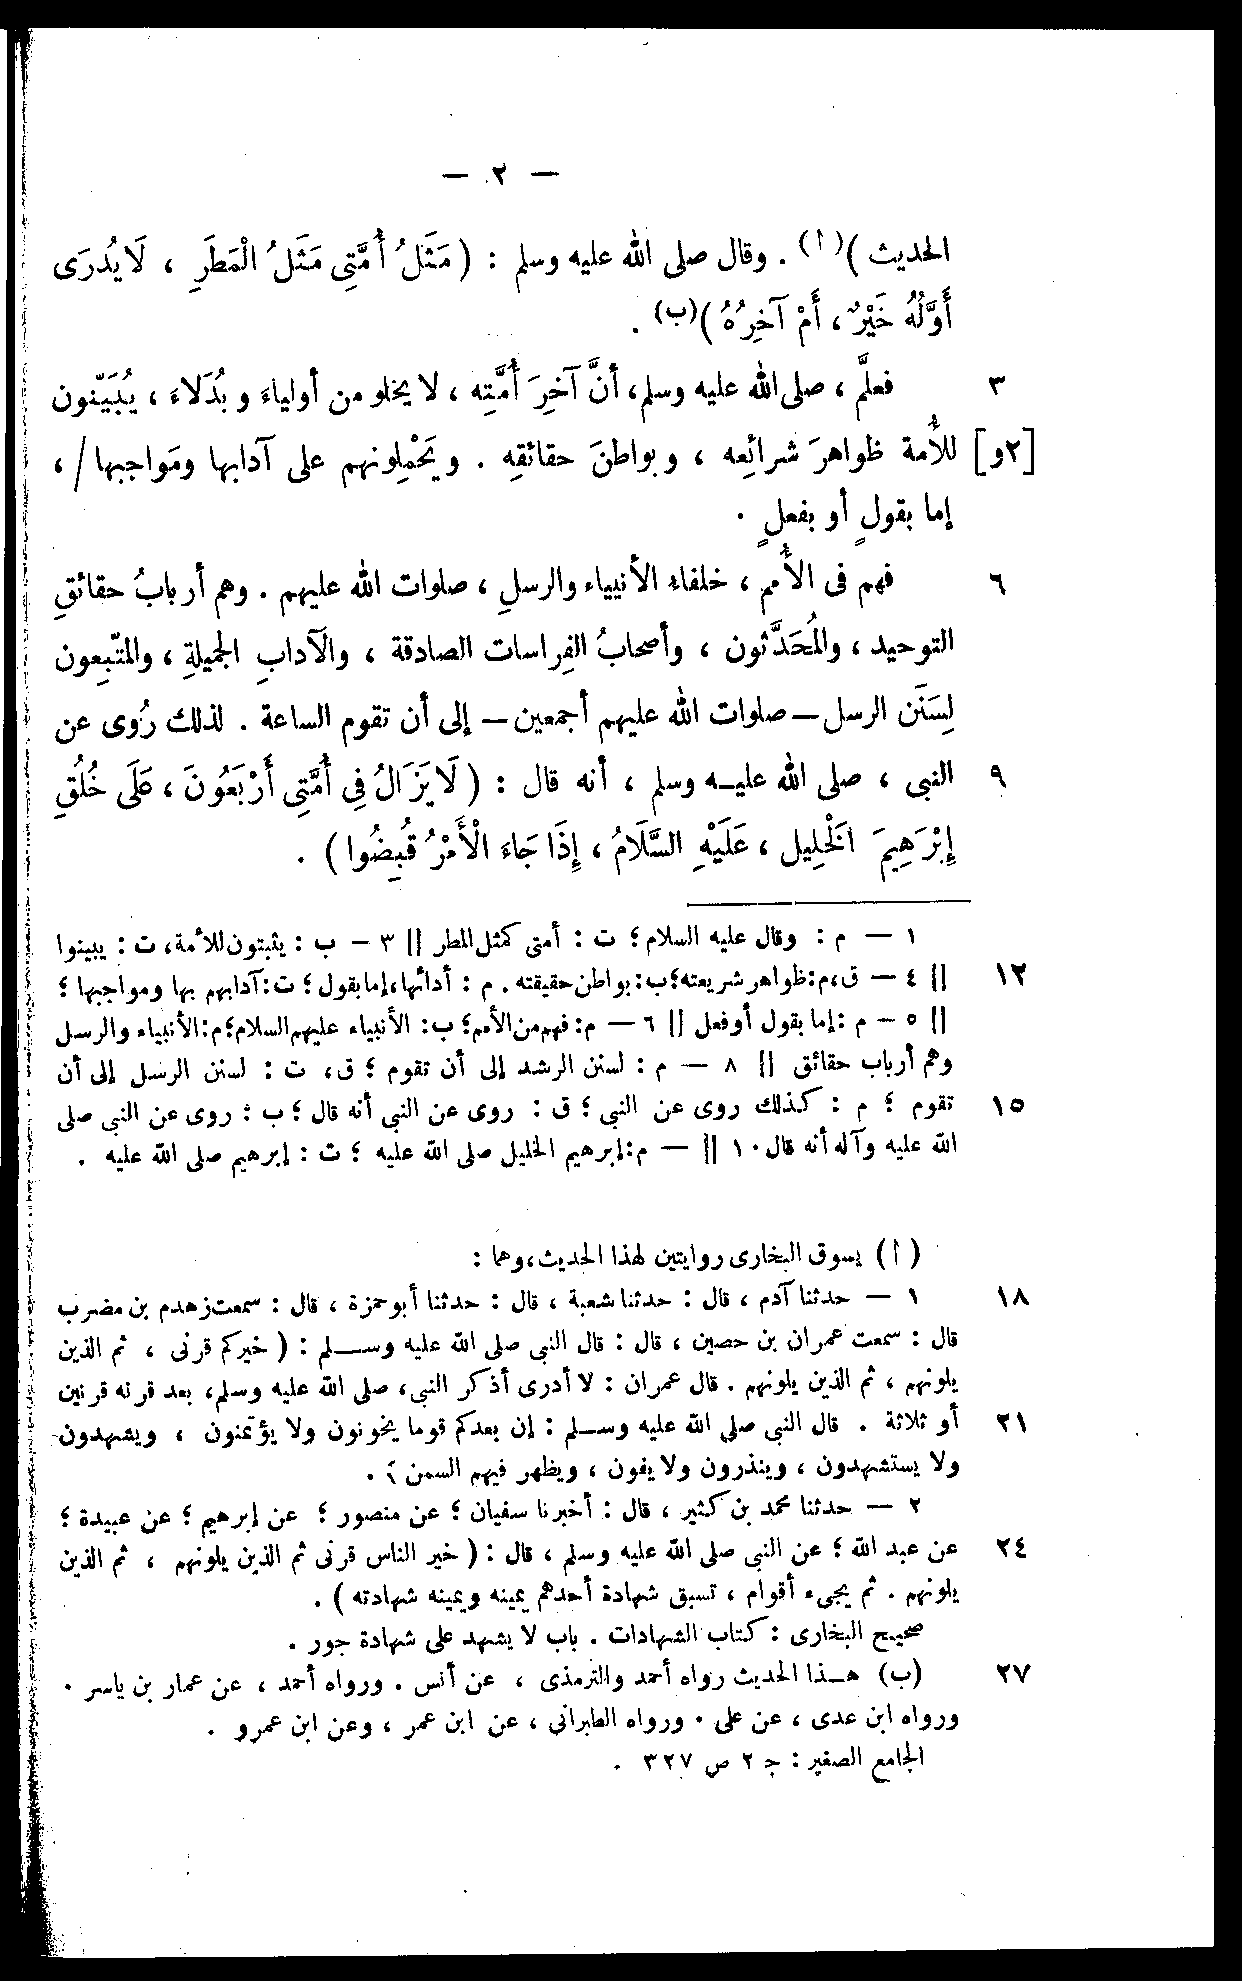 — ٢ —
الحديث )(أ) . وقال صلى الله عليه وسلم : ( مَثَلُ أُمَّتِى مَثَلُ الْمَطَرِ ، لَا يُدرَى
أَوَّلُهُ خَيْرٌ ، أَمْ آخِرُهُ )(ب) .
٣ فعلَّم ، صلى الله عليه وسلم، أنَّ آخِرَ أُمَّتِه ، لا يخلو من أولياءَ و بُدَلاءَ ، يُبَيّنون
[٢و] للأُمة ظواهرَ شرائعِه ، و بواطنَ حقائقِه . و يَحْمِلونهم على آدابها ومَواجبها / ،
إما بقولٍ أو بفعلٍ .
٦ فهم فى الأُمم ، خلفاء الأنبياء والرسلِ ، صلوات الله عليهم . وهم أربابُ حقائقِ
التوحيد ، والمُحَدَّثون ، وأصحابُ الفِراسات الصادقة ، والآدابِ الجميلةِ ، والمتّبِعون
لِسَنَن الرسل — صلوات الله عليهم أجمعين — إلى أن تقوم الساعة . لذلك رُوى عن
٩ النبى ، صلى الله عليه وسلم ، أنه قال : ( لَا يَزَالُ فِى أُمَّتِى أَرْبَعُونَ ، عَلَى خُلُقِ
إِبْرَهِيمَ الْخَلِيل ، عَلَيْهِ السَّلَامُ ، إِذَا جَاءَ الْأَمْرُ قُبِضُوا ) .
١ — م : وقال عليه السلام ؛ ت : أمتى كمثل المطر || ٣ – ب : يثبتون للأمة، ت : يبينوا
١٢ || ٤ — ق،م: ظواهر شريعته؛ ب: بواطن حقيقته . م : أدائها، إما بقول ؛ ت: آدابهم بها ومواجبها ؛
|| ٥ – م : إما بقول أوفعل || ٦ — م: فهم من الأمم؛ ب: الأنبياء عليهم السلام؛ م: الأنبياء والرسل
وهم أرباب حقائق || ٨ — م : لسنن الرشد إلى أن تقوم ؛ ق، ت : لسنن الرسل إلى أن
١٥ تقوم ؛ م : كذلك روى عن النبى ؛ ق : روى عن النبى أنه قال ؛ ب : روى عن النبى صلى
الله عليه وآله أنه قال ١٠ || — م: إبرهيم الخليل صلى الله عليه ؛ ت : إبرهيم صلى الله عليه .
(أ) يسوق البخارى روايتين لهذا الحديث، وهما :
١٨ ١ — حدثنا آدم ، قال : حدثنا شعبة ، قال : حدثنا أبو حمزة ، قال : سمعت زهدم بن مضرب
قال : سمعت عمران بن حصين ، قال : قال النبى صلى الله عليه وسلم : ( خيركم قرنى ، ثم الذين
يلونهم ، ثم الذين يلونهم . قال عمران : لا أدرى أذكر النبى، صلى الله عليه وسلم، بعد قرنه قرنين
٢١ أو ثلاثة . قال النبى صلى الله عليه وسلم : إن بعدكم قوما يخونون ولا يؤتمنون ، ويشهدون
ولا يستشهدون ، وينذرون ولا يفون ، ويظهر فيهم السمن ) .
٢ — حدثنا محمد بن كثير ، قال : أخبرنا سفيان ؛ عن منصور ؛ عن إبرهيم ؛ عن عبيدة ؛
٢٤ عن عبد الله ؛ عن النبى صلى الله عليه وسلم ، قال : ( خير الناس قرنى ثم الذين يلونهم ، ثم الذين
يلونهم . ثم يجىء أقوام ، تسبق شهادة أحدهم يمينه ويمينه شهادته ) .
صحيح البخارى : كتاب الشهادات . باب لا يشهد على شهادة جور .
٢٧ (ب) هذا الحديث رواه أحمد والترمذى ، عن أنس . ورواه أحمد ، عن عمار بن ياسر .
ورواه ابن عدى ، عن على . ورواه الطبرانى ، عن ابن عمر ، وعن ابن عمرو .
الجامع الصغير : ج ٢ ص ٣٢٧ .